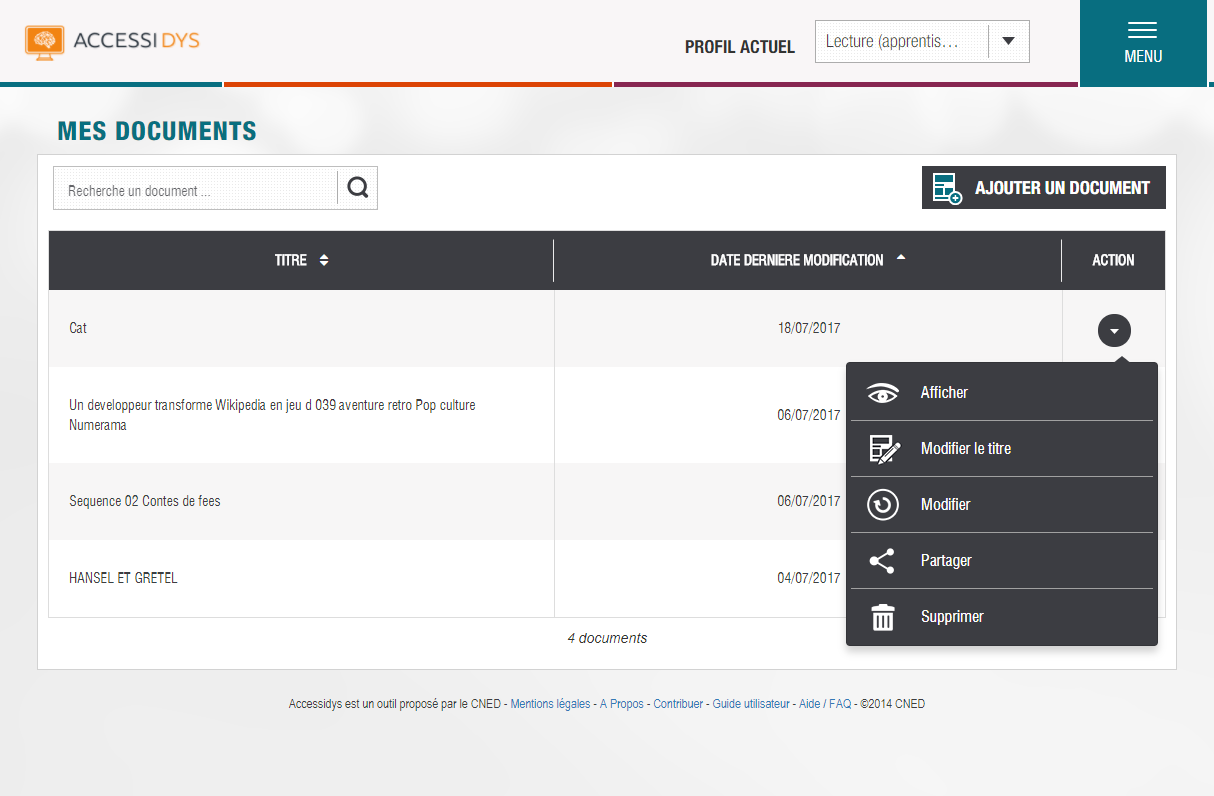 ACCESSIDYS
PROFIL ACTUEL
Lecture (apprentis...
MENU
MES DOCUMENTS
Recherche un document ...
AJOUTER UN DOCUMENT
TITRE
DATE DERNIERE MODIFICATION
ACTION
Cat
18/07/2017
Un developpeur transforme Wikipedia en jeu d 039 aventure retro Pop culture
Numerama
06/07/2017
Sequence 02 Contes de fees
06/07/2017
HANSEL ET GRETEL
04/07/2017
Afficher
Modifier le titre
Modifier
Partager
Supprimer
4 documents
Accessidys est un outil proposé par le CNED - Mentions légales - A Propos - Contribuer - Guide utilisateur - Aide / FAQ - ©2014 CNED